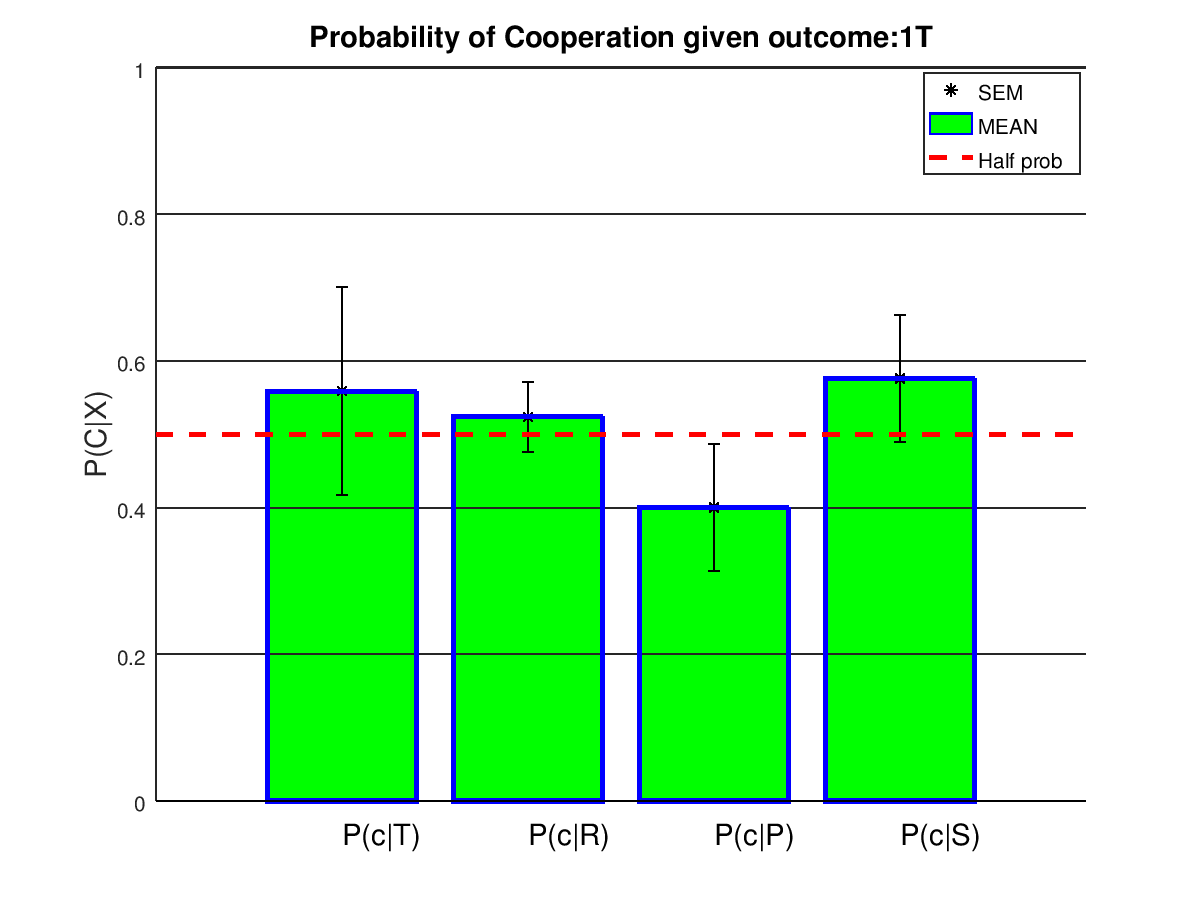 Probability of Cooperation given outcome:1T
SEM
MEAN
Half prob
1
0.8
0.6
0.4
0.2
0
P(C|X)
P(c|T)
P(c|R)
P(c|P)
P(c|S)